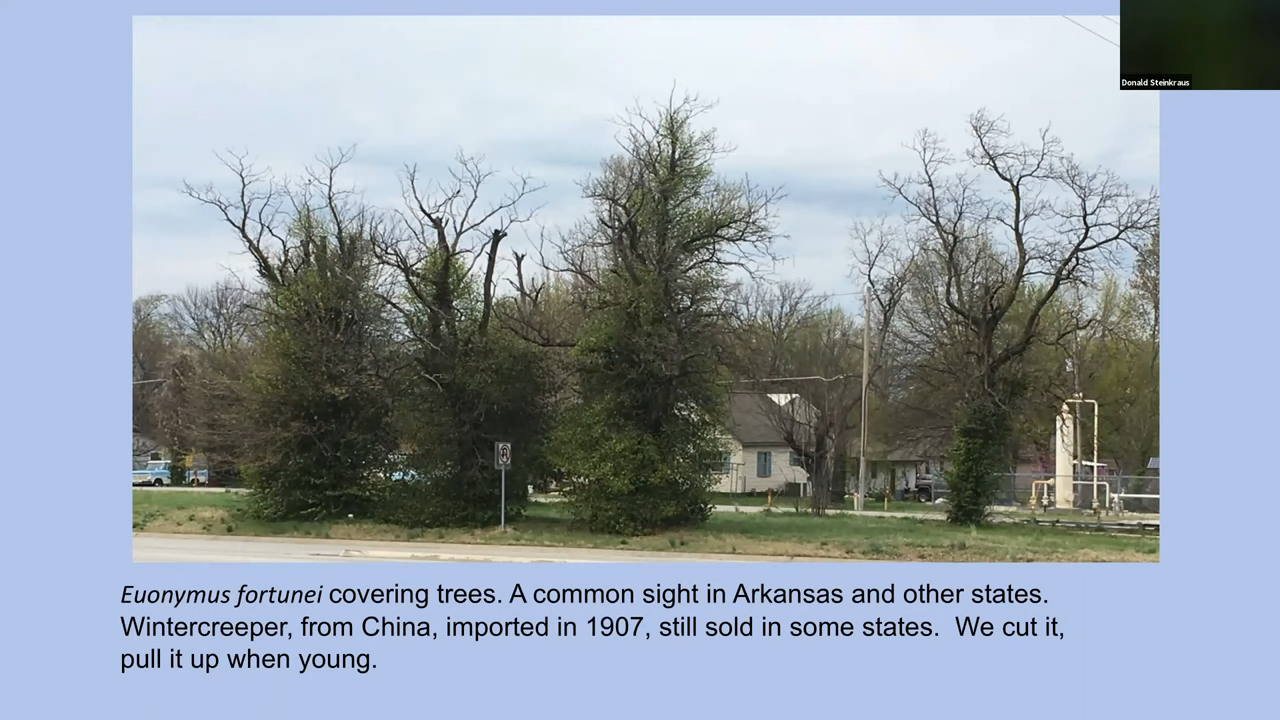 Donald Steinkraus
Euonymus fortunei covering trees. A common sight in Arkansas and other states.
Wintercreeper, from China, imported in 1907, still sold in some states. We cut it,
pull it up when young.